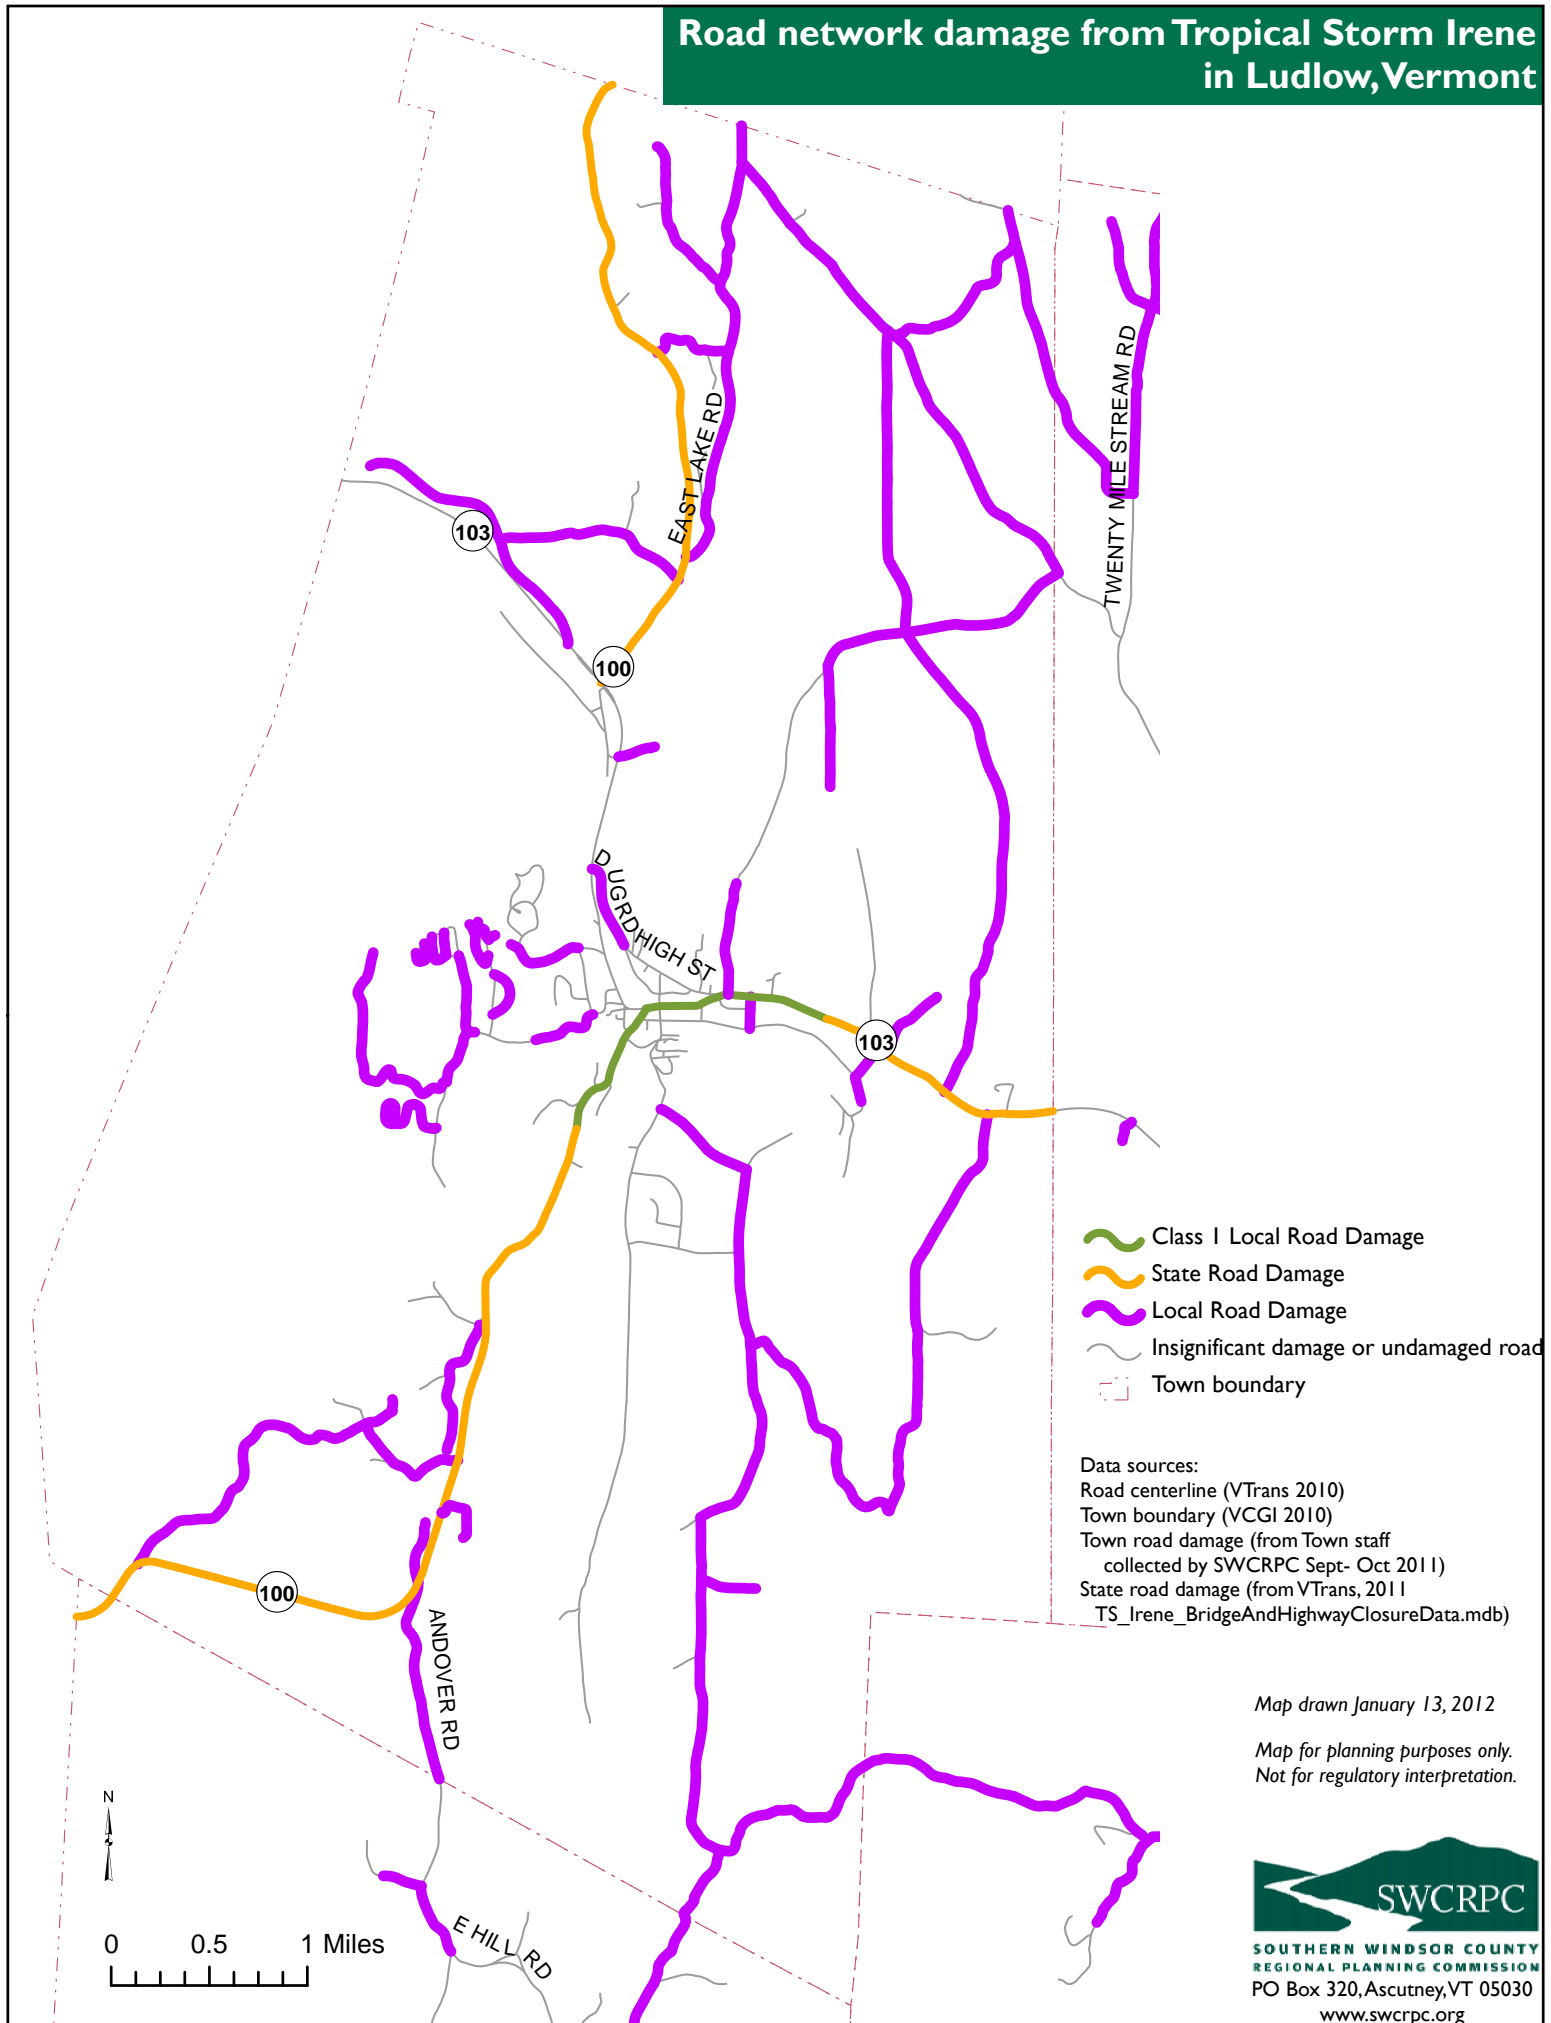 Road network damage from Tropical Storm Irene
in Ludlow, Vermont
EAST LAKE RD
TWENTY MILE STREAM RD
103
100
D UG RD
HIGH ST
103
Class 1 Local Road Damage
State Road Damage
Local Road Damage
Insignificant damage or undamaged road
Town boundary
Data sources:
Road centerline (VTrans 2010)
Town boundary (VCGI 2010)
Town road damage (from Town staff
collected by SWCRPC Sept- Oct 2011)
State road damage (from VTrans, 2011
TS_Irene_BridgeAndHighwayClosureData.mdb)
100
ANDOVER RD
Map drawn January 13, 2012
Map for planning purposes only.
Not for regulatory interpretation.
N
0 0.5 1 Miles
E HILL RD
SWCRPC
SOUTHERN WINDSOR COUNTY
REGIONAL PLANNING COMMISSION
PO Box 320, Ascutney, VT 05030
www.swcrpc.org